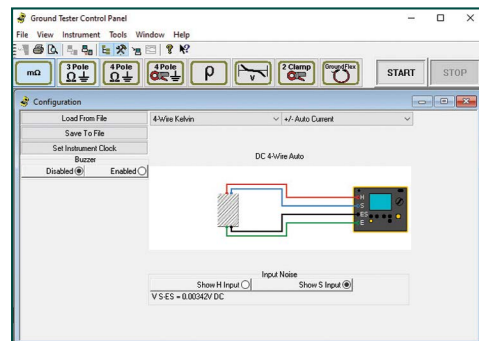 Ground Tester Control Panel
File View Instrument Tools Window Help
mΩ 3 Pole Ω 4 Pole Ω 4 Pole ρ V 2 Clamp GroundFlex START STOP
Configuration
Load From File 4-Wire Kelvin +/- Auto Current
Save To File
Set Instrument Clock
Buzzer
Disabled Enabled
DC 4-Wire Auto
H
S
ES
E
Input Noise
Show H Input Show S Input
V S-ES = 0.00342V DC